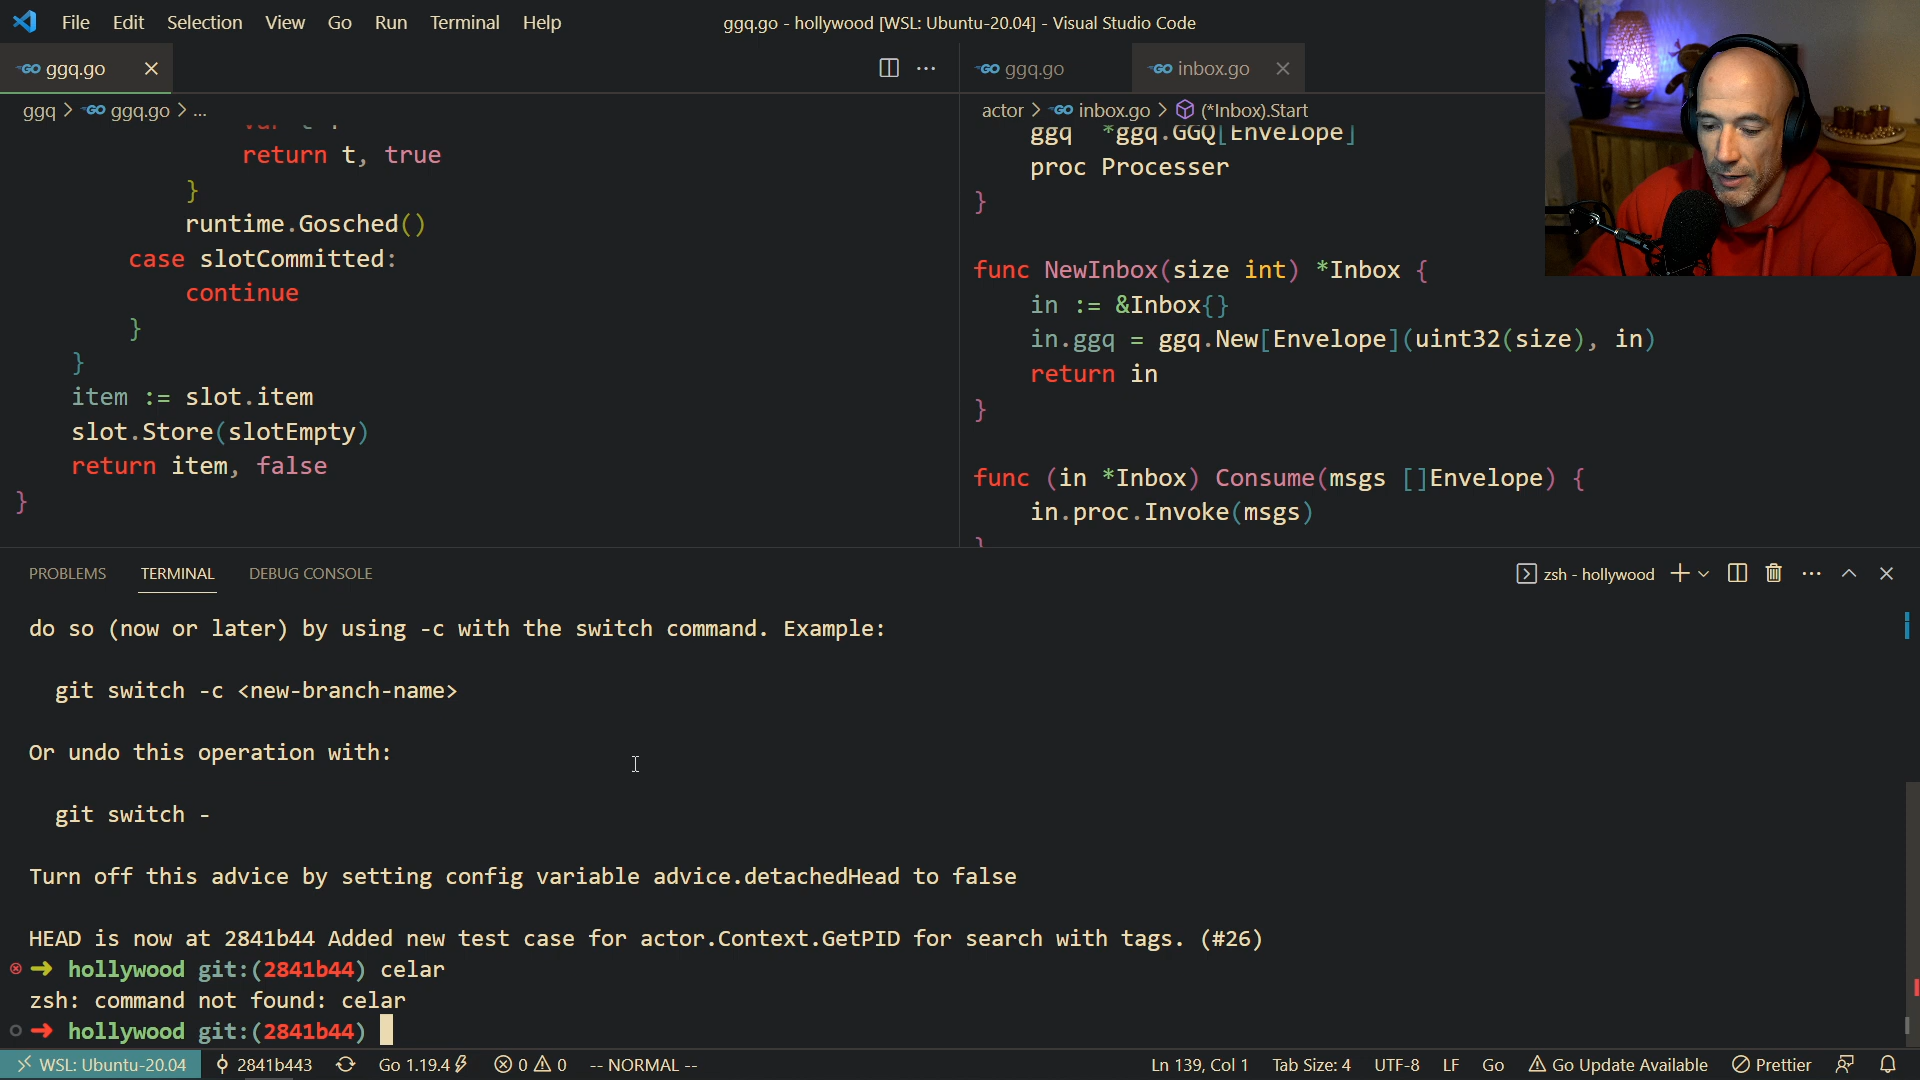 File Edit Selection View Go Run Terminal Help
ggq.go - hollywood [WSL: Ubuntu-20.04] - Visual Studio Code
GO ggq.go
GO ggq.go
GO inbox.go
ggq > GO ggq.go > ...
return t, true
}
runtime.Gosched()
case slotCommitted:
continue
}
}
item := slot.item
slot.Store(slotEmpty)
return item, false
}
actor > GO inbox.go > (*Inbox).Start
ggq *ggq.GGQ[Envelope]
proc Processer
}
func NewInbox(size int) *Inbox {
in := &Inbox{}
in.ggq = ggq.New[Envelope](uint32(size), in)
return in
}
func (in *Inbox) Consume(msgs []Envelope) {
in.proc.Invoke(msgs)
}
PROBLEMS TERMINAL DEBUG CONSOLE
zsh - hollywood
do so (now or later) by using -c with the switch command. Example:
git switch -c <new-branch-name>
Or undo this operation with:
git switch -
Turn off this advice by setting config variable advice.detachedHead to false
HEAD is now at 2841b44 Added new test case for actor.Context.GetPID for search with tags. (#26)
➜ hollywood git:(2841b44) celar
zsh: command not found: celar
➜ hollywood git:(2841b44)
WSL: Ubuntu-20.04 2841b443 Go 1.19.4 0 0 -- NORMAL -- Ln 139, Col 1 Tab Size: 4 UTF-8 LF Go Go Update Available Prettier